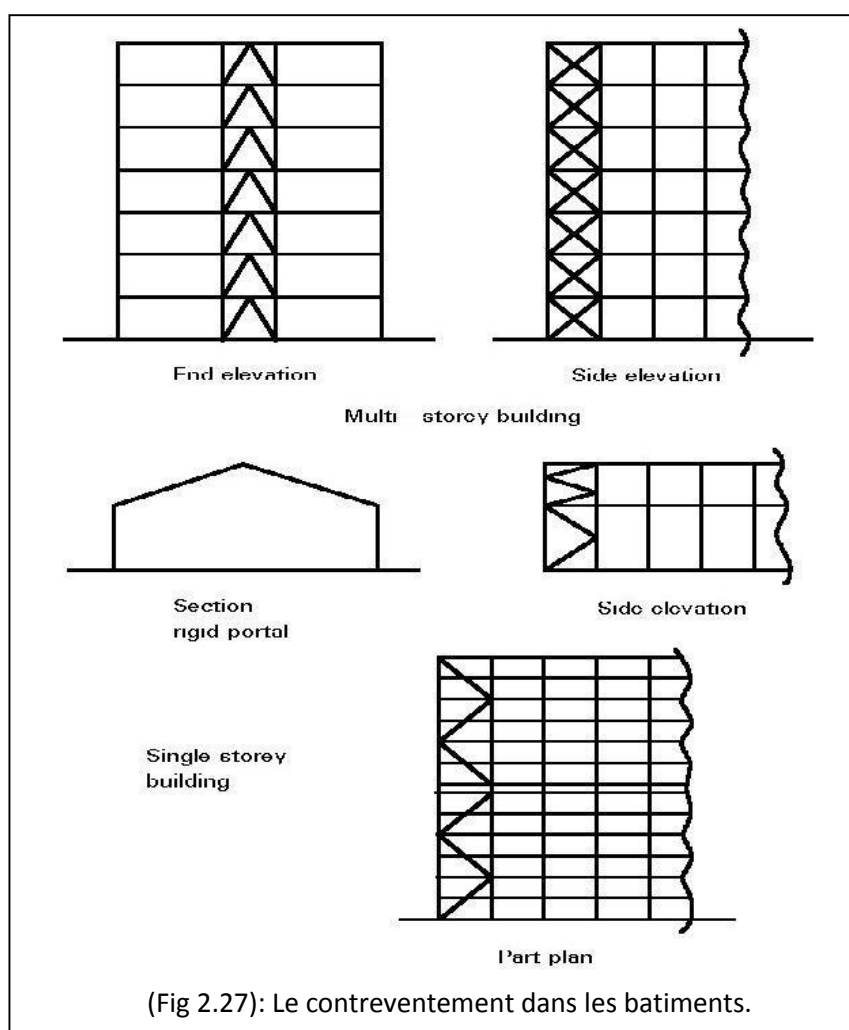 End elevation
Side elevation
Multi storey building
Section
rigid portal
Side elevation
Single storey
building
Part plan
(Fig 2.27): Le contreventement dans les batiments.